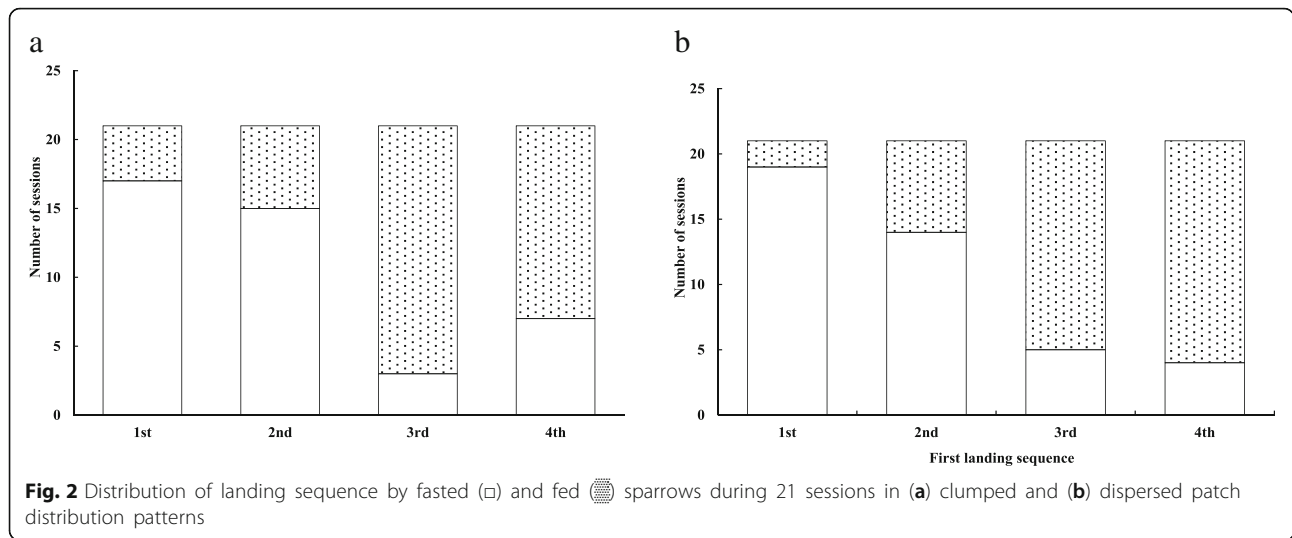 a
25
20
15
10
5
0
Number of sessions
1st 2nd 3rd 4th
b
25
20
15
10
5
0
Number of sessions
1st 2nd 3rd 4th
First landing sequence
Fig. 2 Distribution of landing sequence by fasted (□) and fed (▒) sparrows during 21 sessions in (a) clumped and (b) dispersed patch
distribution patterns